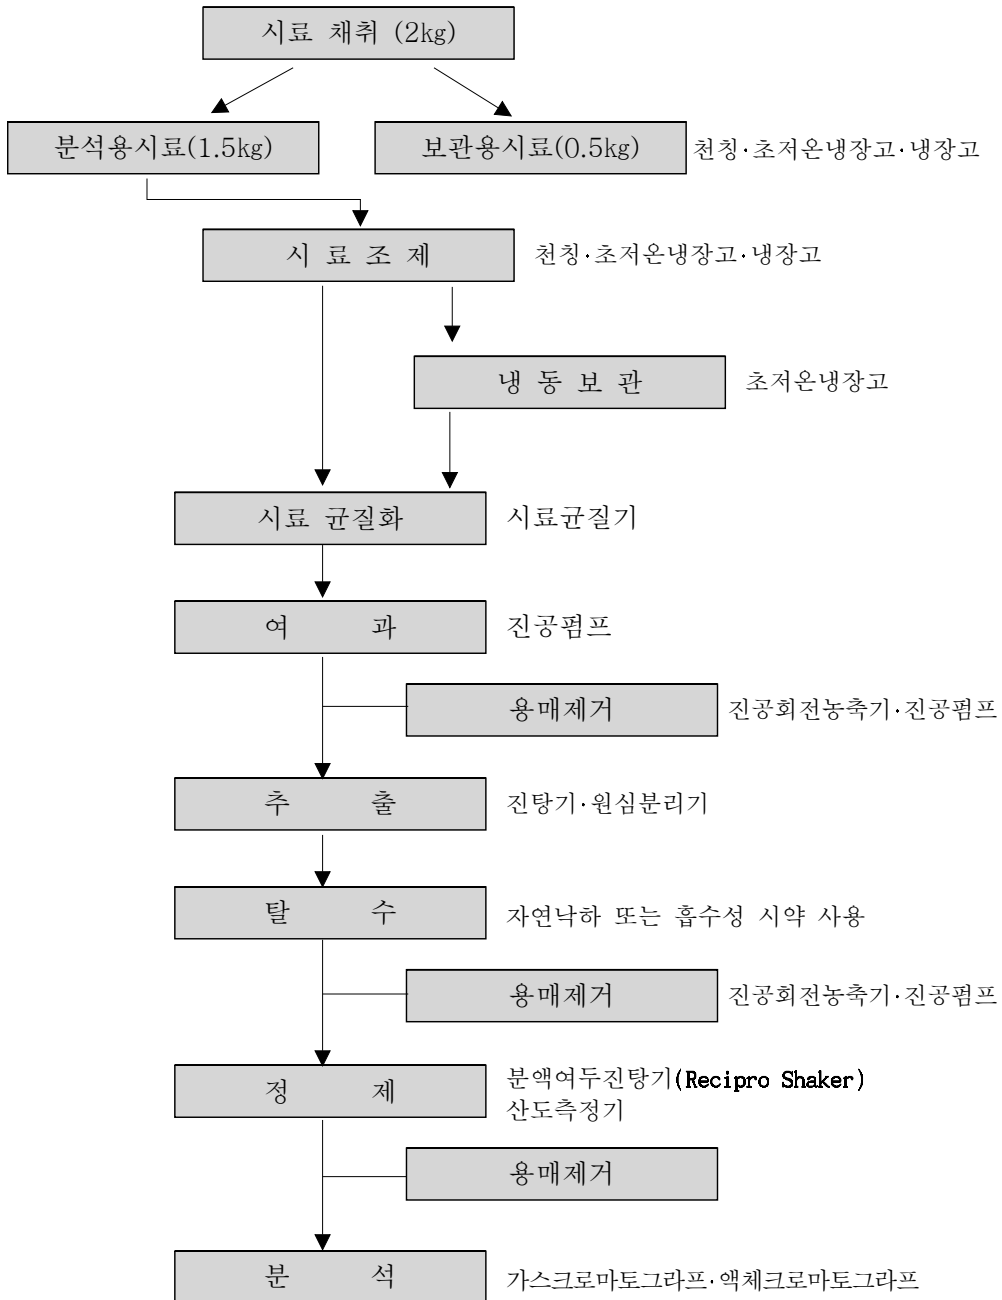 시료 채취 (2kg)
분석용시료(1.5kg)
보관용시료(0.5kg)
천칭·초저온냉장고·냉장고
시 료 조 제
천칭·초저온냉장고·냉장고
냉 동 보 관
초저온냉장고
시료 균질화
시료균질기
여 과
진공펌프
용매제거
진공회전농축기·진공펌프
추 출
진탕기·원심분리기
탈 수
자연낙하 또는 흡수성 시약 사용
용매제거
진공회전농축기·진공펌프
정 제
분액여두진탕기(Recipro Shaker)
산도측정기
용매제거
분 석
가스크로마토그라프·액체크로마토그라프